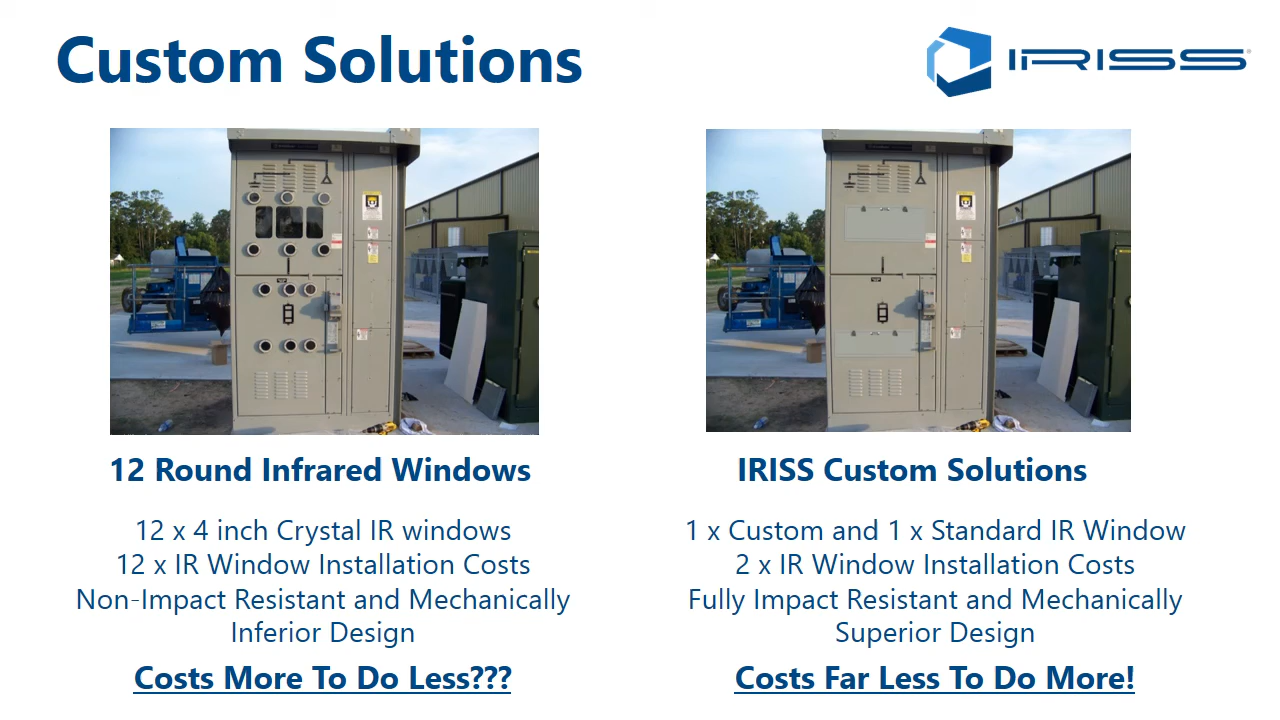 Custom Solutions
IRISS®
12 Round Infrared Windows
12 x 4 inch Crystal IR windows
12 x IR Window Installation Costs
Non-Impact Resistant and Mechanically
Inferior Design
Costs More To Do Less???
IRISS Custom Solutions
1 x Custom and 1 x Standard IR Window
2 x IR Window Installation Costs
Fully Impact Resistant and Mechanically
Superior Design
Costs Far Less To Do More!